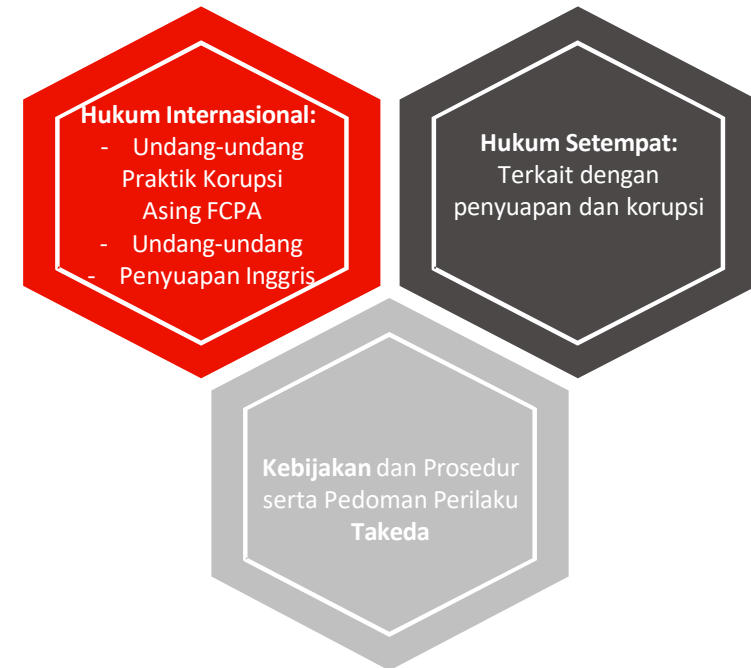 Hukum Internasional:
- Undang-undang
Praktik Korupsi
Asing FCPA
- Undang-undang
- Penyuapan Inggris
Hukum Setempat:
Terkait dengan
penyuapan dan korupsi
Kebijakan dan Prosedur
serta Pedoman Perilaku
Takeda